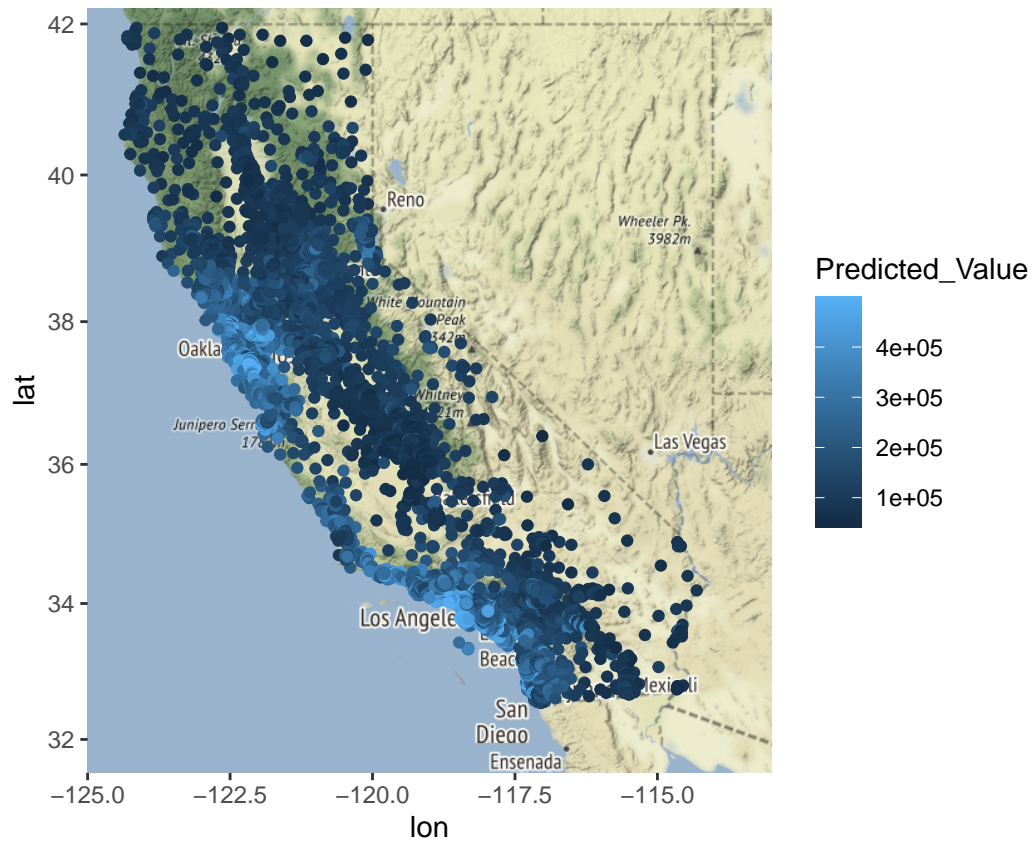 42
40
38
36
34
32
lat
Reno
Wheeler Pk.
3982m
White Mountain
Peak
342m
Oakla
Whitney
21m
Junipero Serr
Las Vegas
Los Angele
Beac
Mexicali
San
Diego
Ensenada
−125.0
−122.5
−120.0
−117.5
−115.0
lon
Predicted_Value
4e+05
3e+05
2e+05
1e+05